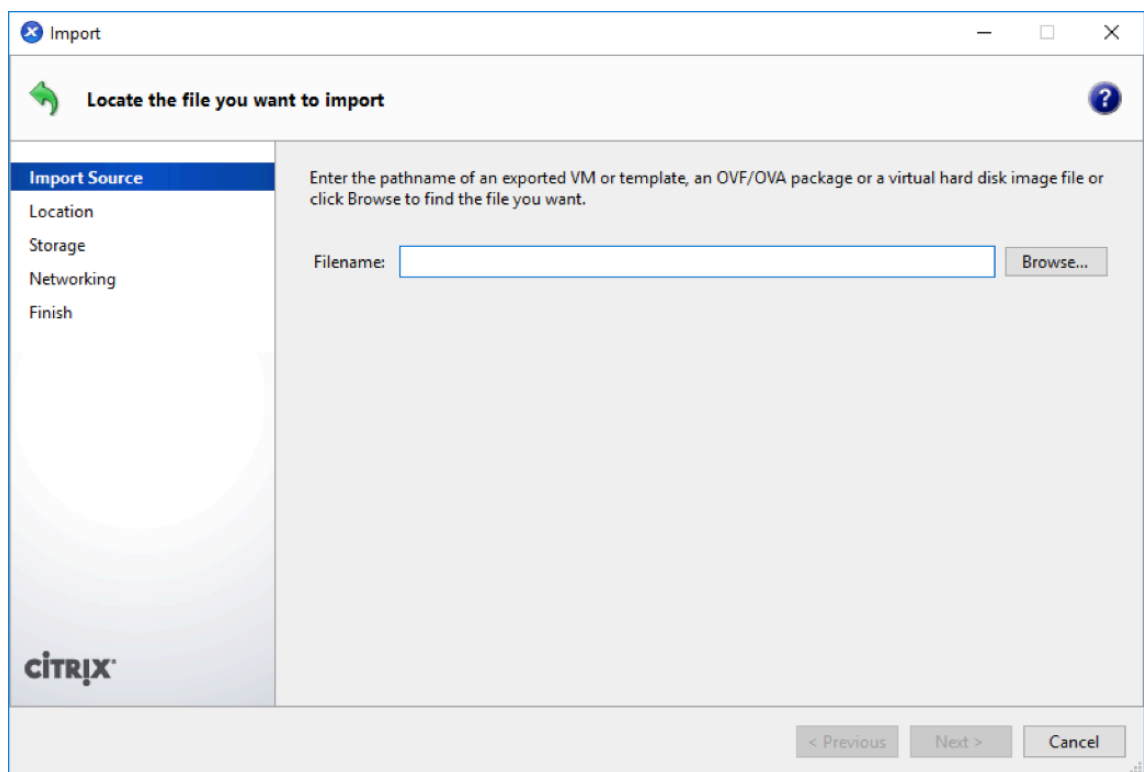 Import
Locate the file you want to import
?
Import Source
Location
Storage
Networking
Finish
Enter the pathname of an exported VM or template, an OVF/OVA package or a virtual hard disk image file or
click Browse to find the file you want.
Filename:
Browse...
CITRIX
< Previous
Next >
Cancel